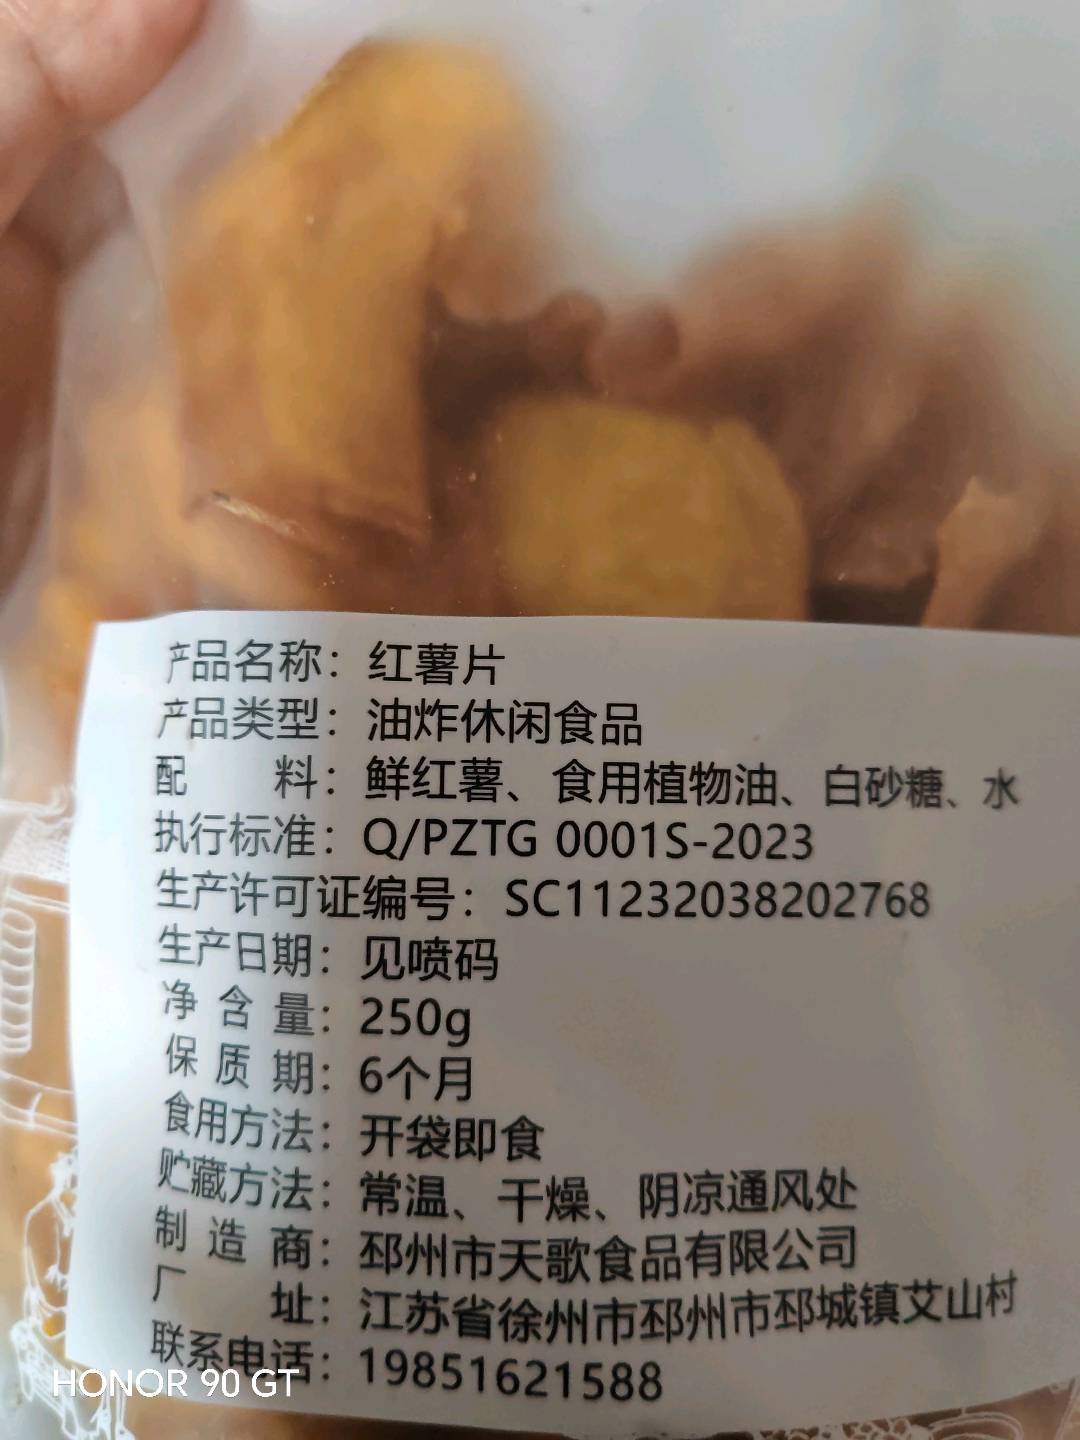 产品名称：红薯片
产品类型：油炸休闲食品
配料：鲜红薯、食用植物油、白砂糖、水
执行标准：Q/PZTG 0001S-2023
生产许可证编号：SC11232038202768
生产日期：见喷码
净含量：250g
保质期：6个月
食用方法：开袋即食
贮藏方法：常温、干燥、阴凉通风处
制造商：邳州市天歌食品有限公司
厂址：江苏省徐州市邳州市邳城镇艾山村
联系电话：19851621588
HONOR 90 GT